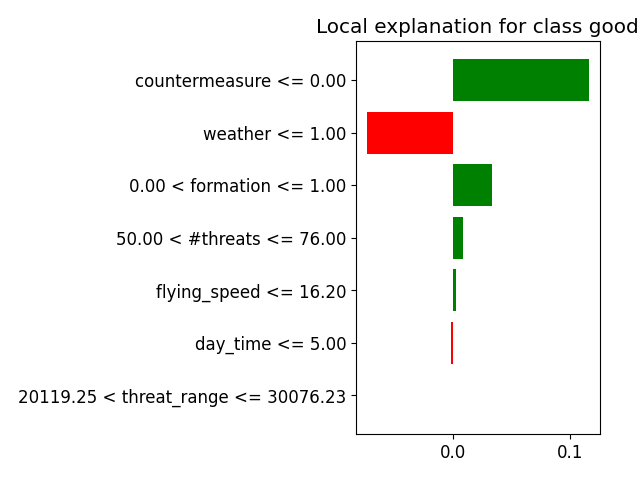 Local explanation for class good
countermeasure <= 0.00
weather <= 1.00
0.00 < formation <= 1.00
50.00 < #threats <= 76.00
flying_speed <= 16.20
day_time <= 5.00
20119.25 < threat_range <= 30076.23
0.0 0.1